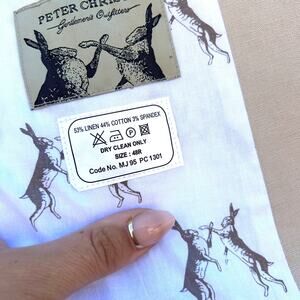 PETER CHRIS
Gentlemen's Outfitters
53% LINEN 44% COTTON 3% SPANDEX
P
DRY CLEAN ONLY
SIZE : 48R
Code No. MJ 95 PC 1301